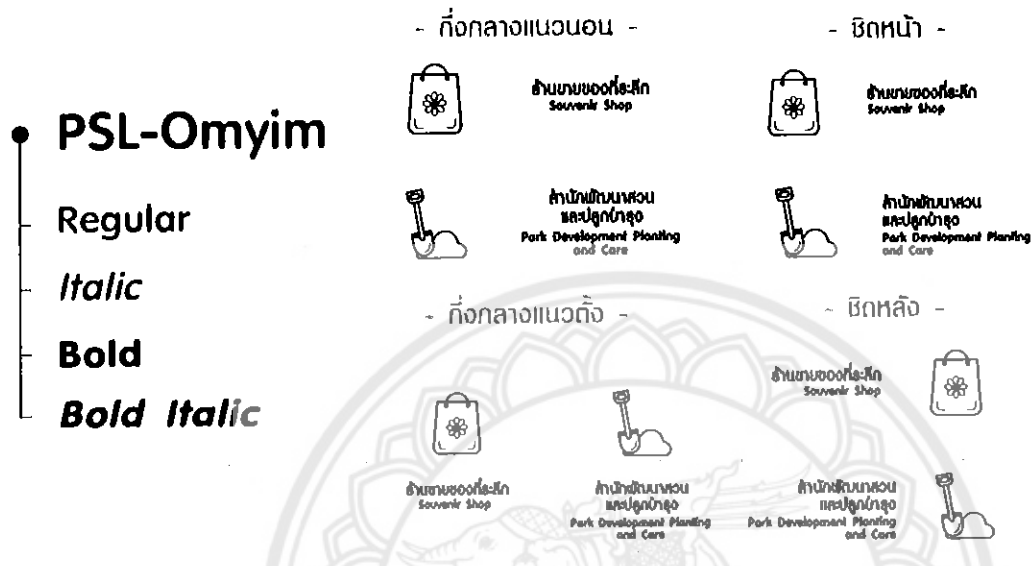 PSL-Omyim
Regular
Italic
Bold
Bold Italic
- กึ่งกลางแนวนอน -
ร้านขายของที่ระลึก
Souvenir Shop
สำนักพัฒนาสวน
และปลูกบำรุง
Park Development Planting
and Care
- ชิดหน้า -
ร้านขายของที่ระลึก
Souvenir Shop
สำนักพัฒนาสวน
และปลูกบำรุง
Park Development Planting
and Care
- กึ่งกลางแนวตั้ง -
ร้านขายของที่ระลึก
Souvenir Shop
สำนักพัฒนาสวน
และปลูกบำรุง
Park Development Planting
and Care
- ชิดหลัง -
ร้านขายของที่ระลึก
Souvenir Shop
สำนักพัฒนาสวน
และปลูกบำรุง
Park Development Planting
and Care